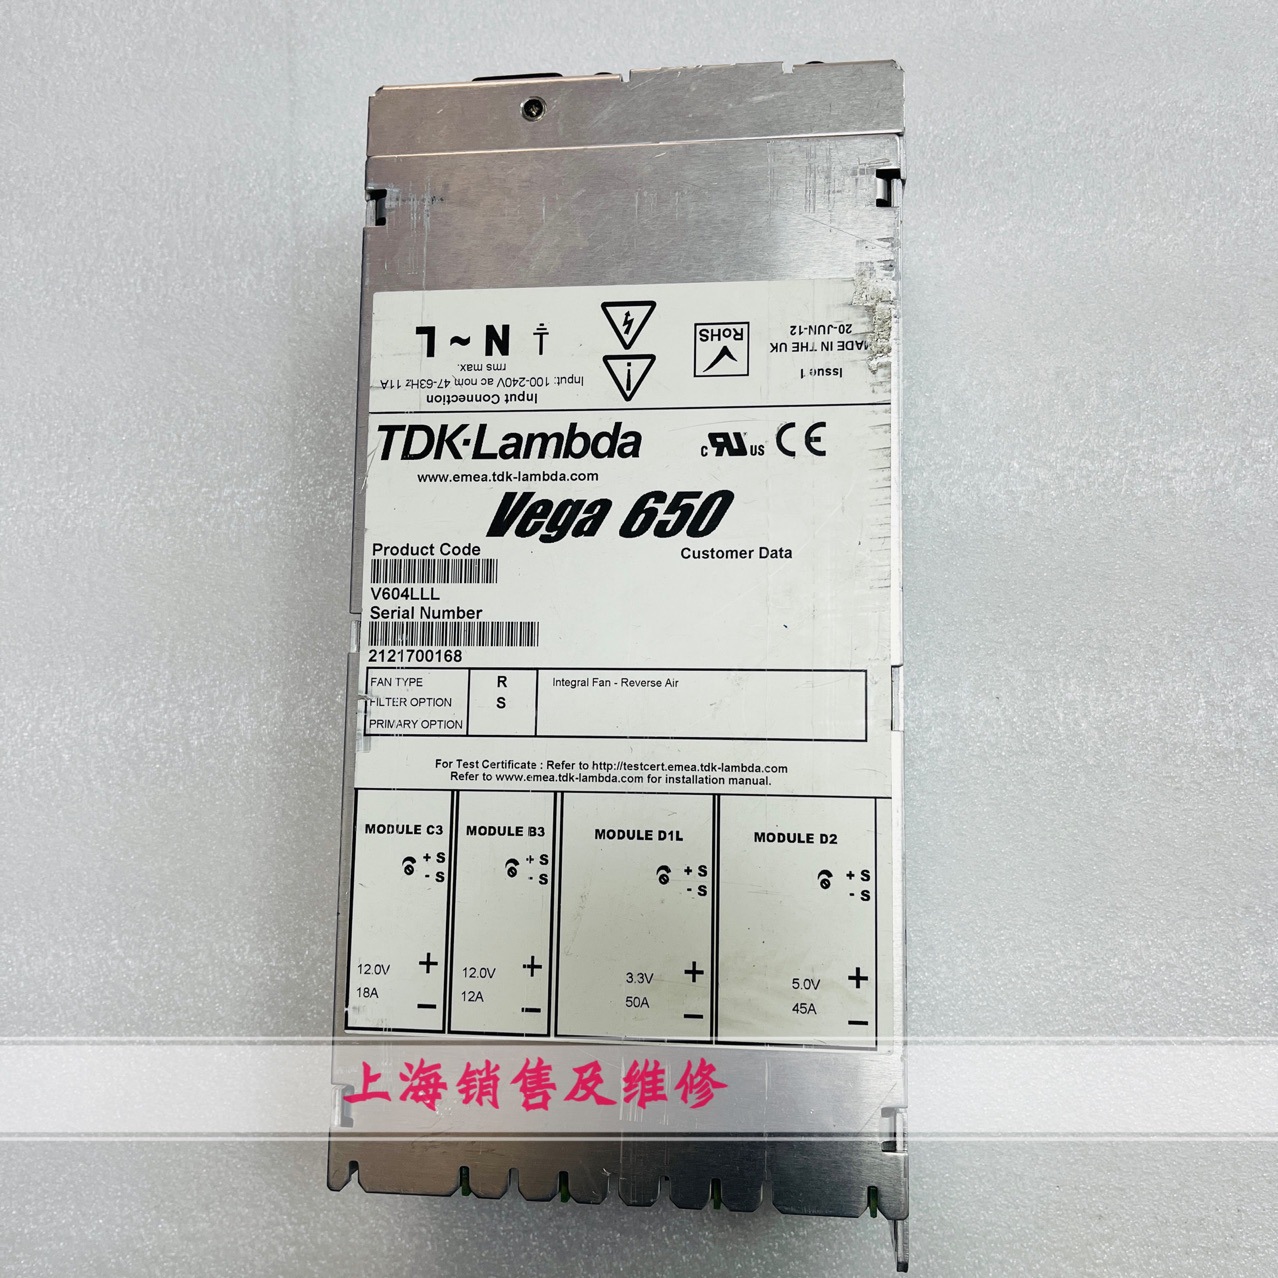 Input Connection
Input: 100-240V ac nom, 47-63Hz 11A
rms max.
N ~ L
Issue 1
MADE IN THE UK
20-JUN-12
RoHS
TDK-Lambda
c RU US CE
www.emea.tdk-lambda.com
Vega 650
Product Code
Customer Data
V604LLL
Serial Number
2121700168
FAN TYPE R Integral Fan - Reverse Air
FILTER OPTION S
PRIMARY OPTION
For Test Certificate : Refer to http://testcert.emea.tdk-lambda.com
Refer to www.emea.tdk-lambda.com for installation manual.
MODULE C3
+ S
- S
+
12.0V
18A
−
MODULE B3
+ S
- S
+
12.0V
12A
−
MODULE D1L
+ S
- S
+
3.3V
50A
−
MODULE D2
+ S
- S
+
5.0V
45A
−
上海销售及维修